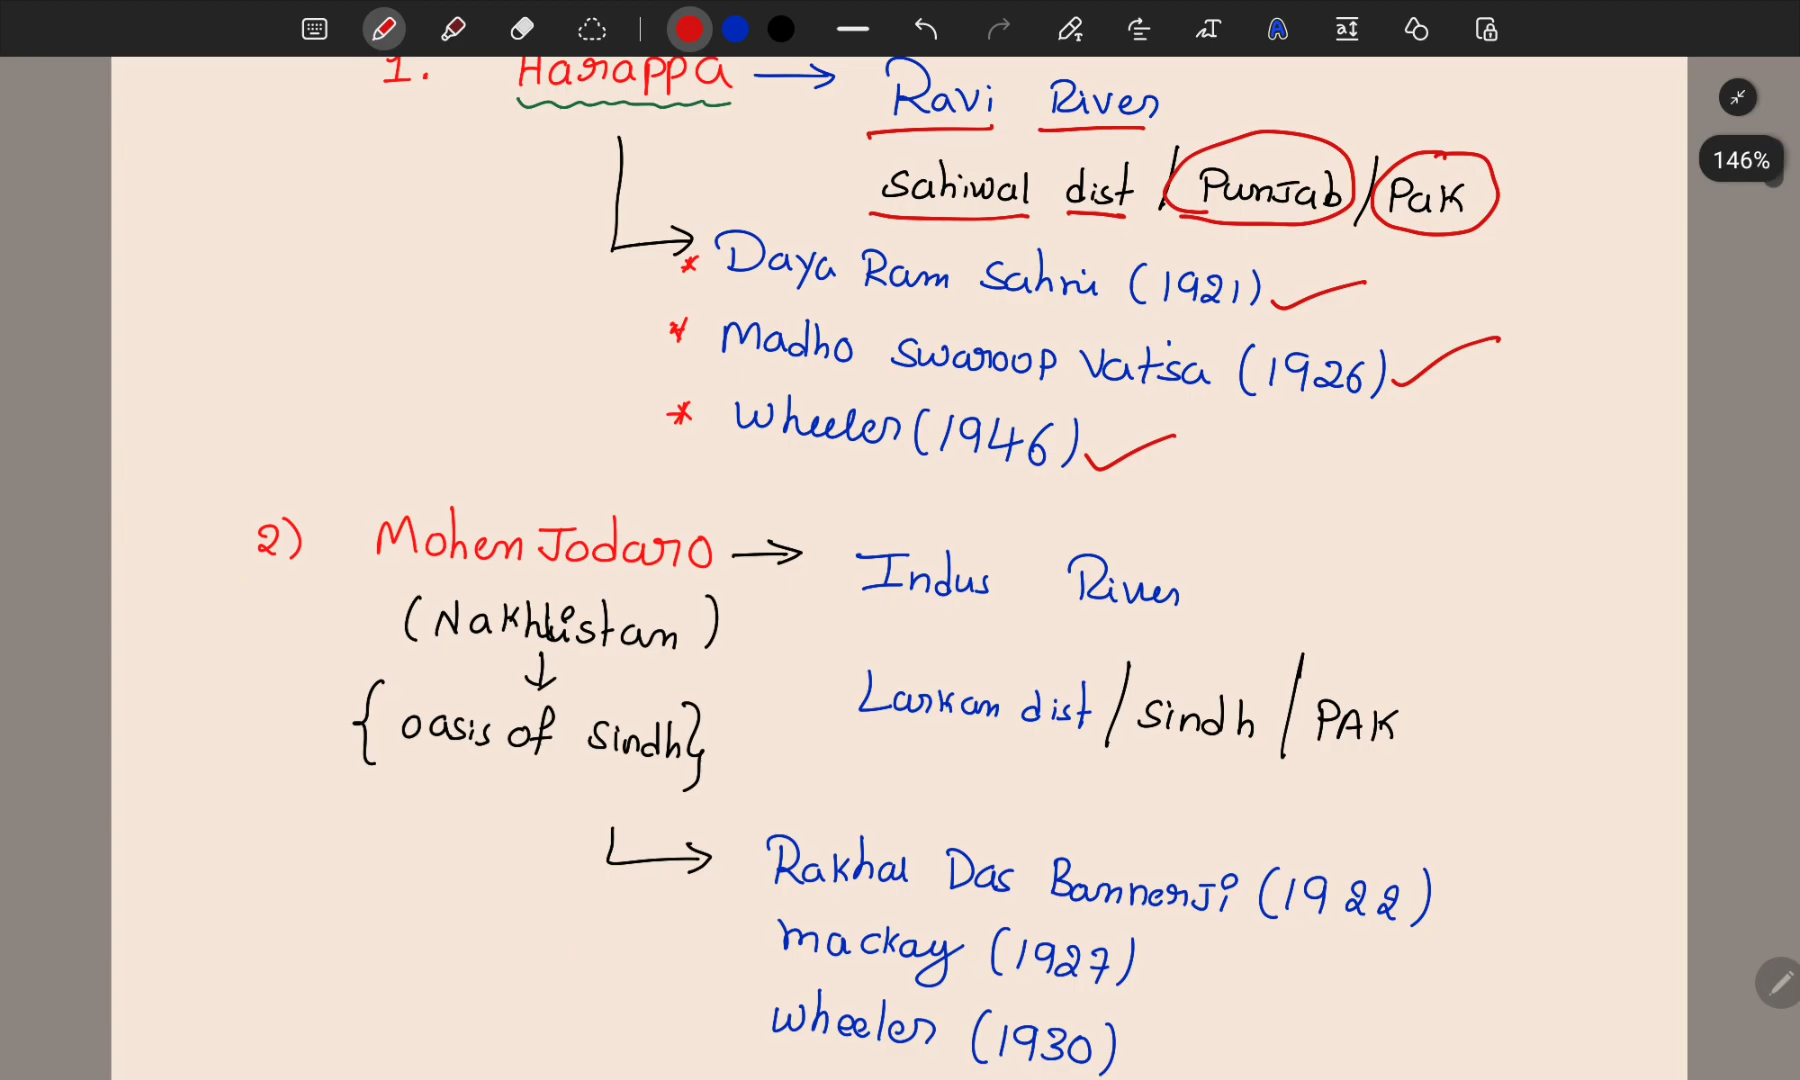 146%
1. Harappa → Ravi River
Sahiwal dist / Punjab / Pak
* Daya Ram Sahni (1921)
* Madho Swaroop Vatsa (1926)
* Wheeler (1946)
2) MohenJodaro → Indus River
(Nakhlistan)
Larkan dist / Sindh / PAK
{oasis of Sindh}
Rakhal Das Bannerji (1922)
mackay (1927)
wheeler (1930)